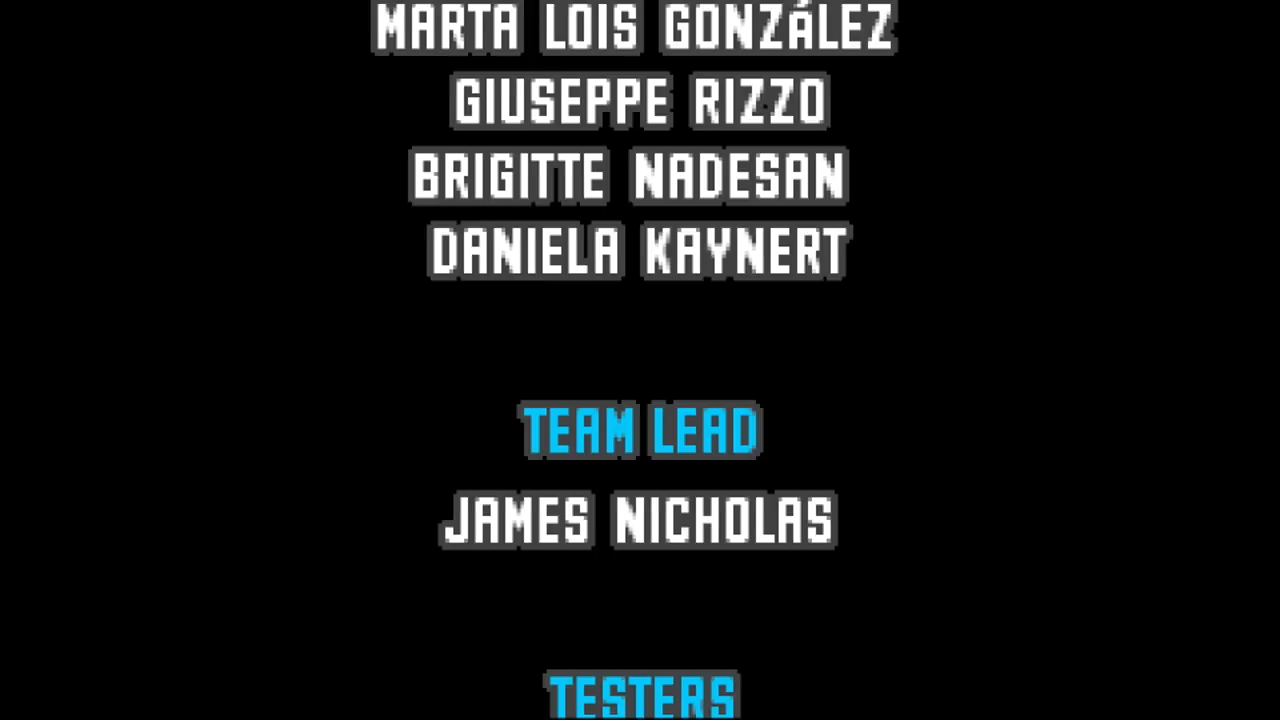 MARTA LOIS GONZÁLEZ
GIUSEPPE RIZZO
BRIGITTE NADESAN
DANIELA KAYNERT
TEAM LEAD
JAMES NICHOLAS
TESTERS